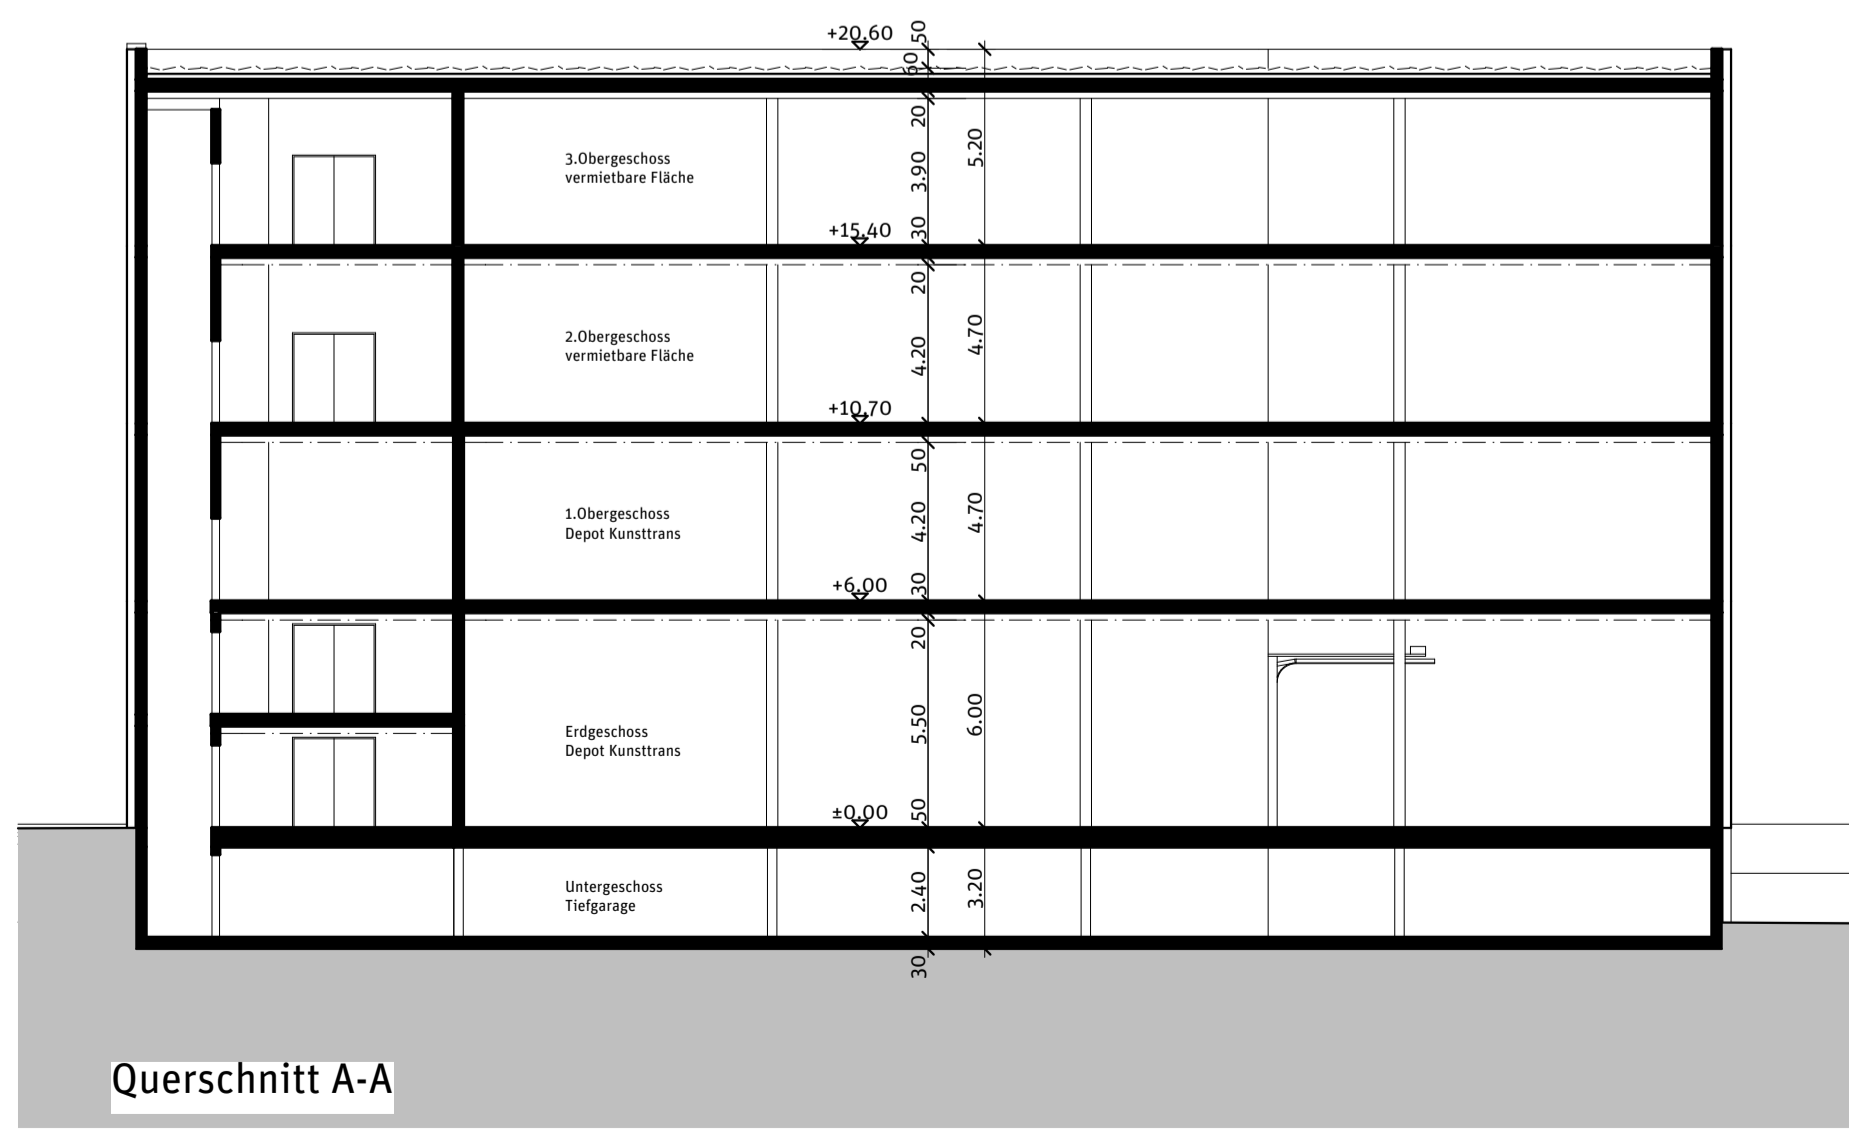 +20.60
50
60
20
3.Obergeschoss
vermietbare Fläche
3.90
5.20
30
+15.40
20
2.Obergeschoss
vermietbare Fläche
4.20
4.70
+10.70
50
1.Obergeschoss
Depot Kunsttrans
4.20
4.70
30
+6.00
20
Erdgeschoss
Depot Kunsttrans
5.50
6.00
50
±0.00
Untergeschoss
Tiefgarage
2.40
3.20
30
Querschnitt A-A